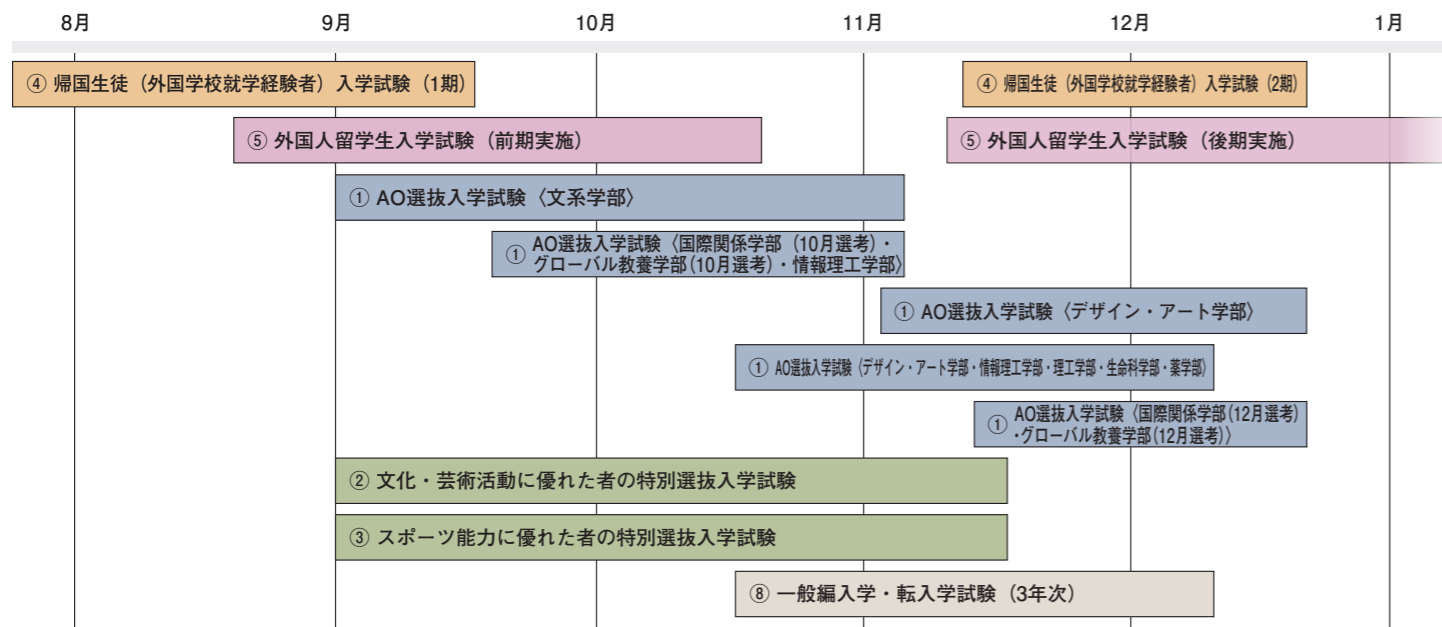 8月 9月 10月 11月 12月 1月
④ 帰国生徒（外国学校就学経験者）入学試験（1期）
④ 帰国生徒（外国学校就学経験者）入学試験（2期）
⑤ 外国人留学生入学試験（前期実施）
⑤ 外国人留学生入学試験（後期実施）
① AO選抜入学試験〈文系学部〉
① AO選抜入学試験〈国際関係学部（10月選考）・
グローバル教養学部(10月選考)・情報理工学部〉
① AO選抜入学試験〈デザイン・アート学部〉
① AO選抜入学試験〈デザイン・アート学部・情報理工学部・理工学部・生命科学部・薬学部〉
① AO選抜入学試験〈国際関係学部(12月選考)
・グローバル教養学部(12月選考)〉
② 文化・芸術活動に優れた者の特別選抜入学試験
③ スポーツ能力に優れた者の特別選抜入学試験
⑧ 一般編入学・転入学試験（3年次）